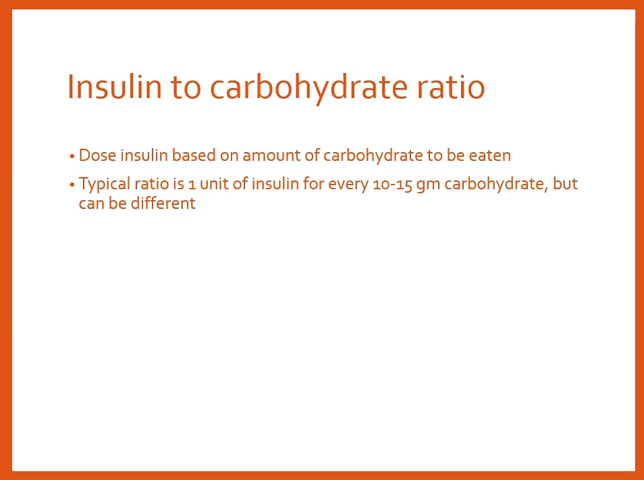 Insulin to carbohydrate ratio
• Dose insulin based on amount of carbohydrate to be eaten
• Typical ratio is 1 unit of insulin for every 10-15 gm carbohydrate, but
can be different